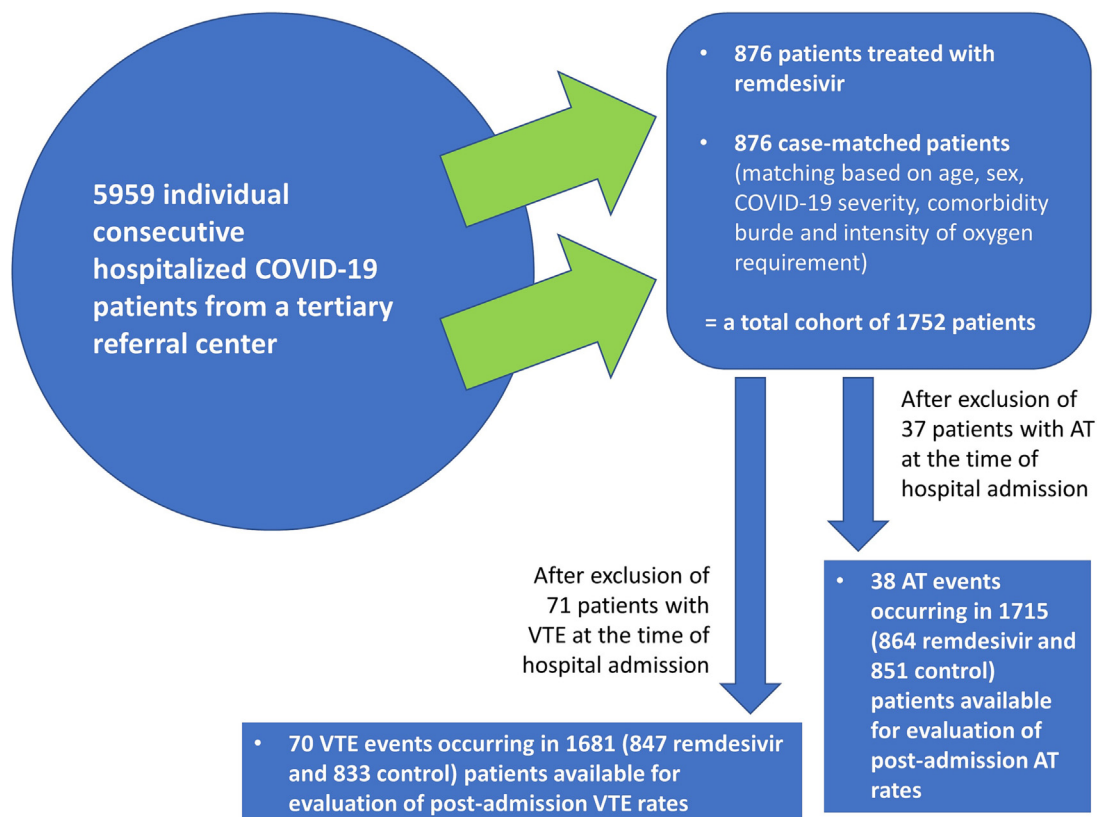 5959 individual
consecutive
hospitalized COVID-19
patients from a tertiary
referral center
• 876 patients treated with
remdesivir
• 876 case-matched patients
(matching based on age, sex,
COVID-19 severity, comorbidity
burde and intensity of oxygen
requirement)
= a total cohort of 1752 patients
After exclusion of
37 patients with AT
at the time of
hospital admission
After exclusion of
71 patients with
VTE at the time of
hospital admission
• 38 AT events
occurring in 1715
(864 remdesivir and
851 control)
patients available
for evaluation of
post-admission AT
rates
• 70 VTE events occurring in 1681 (847 remdesivir
and 833 control) patients available for
evaluation of post-admission VTE rates